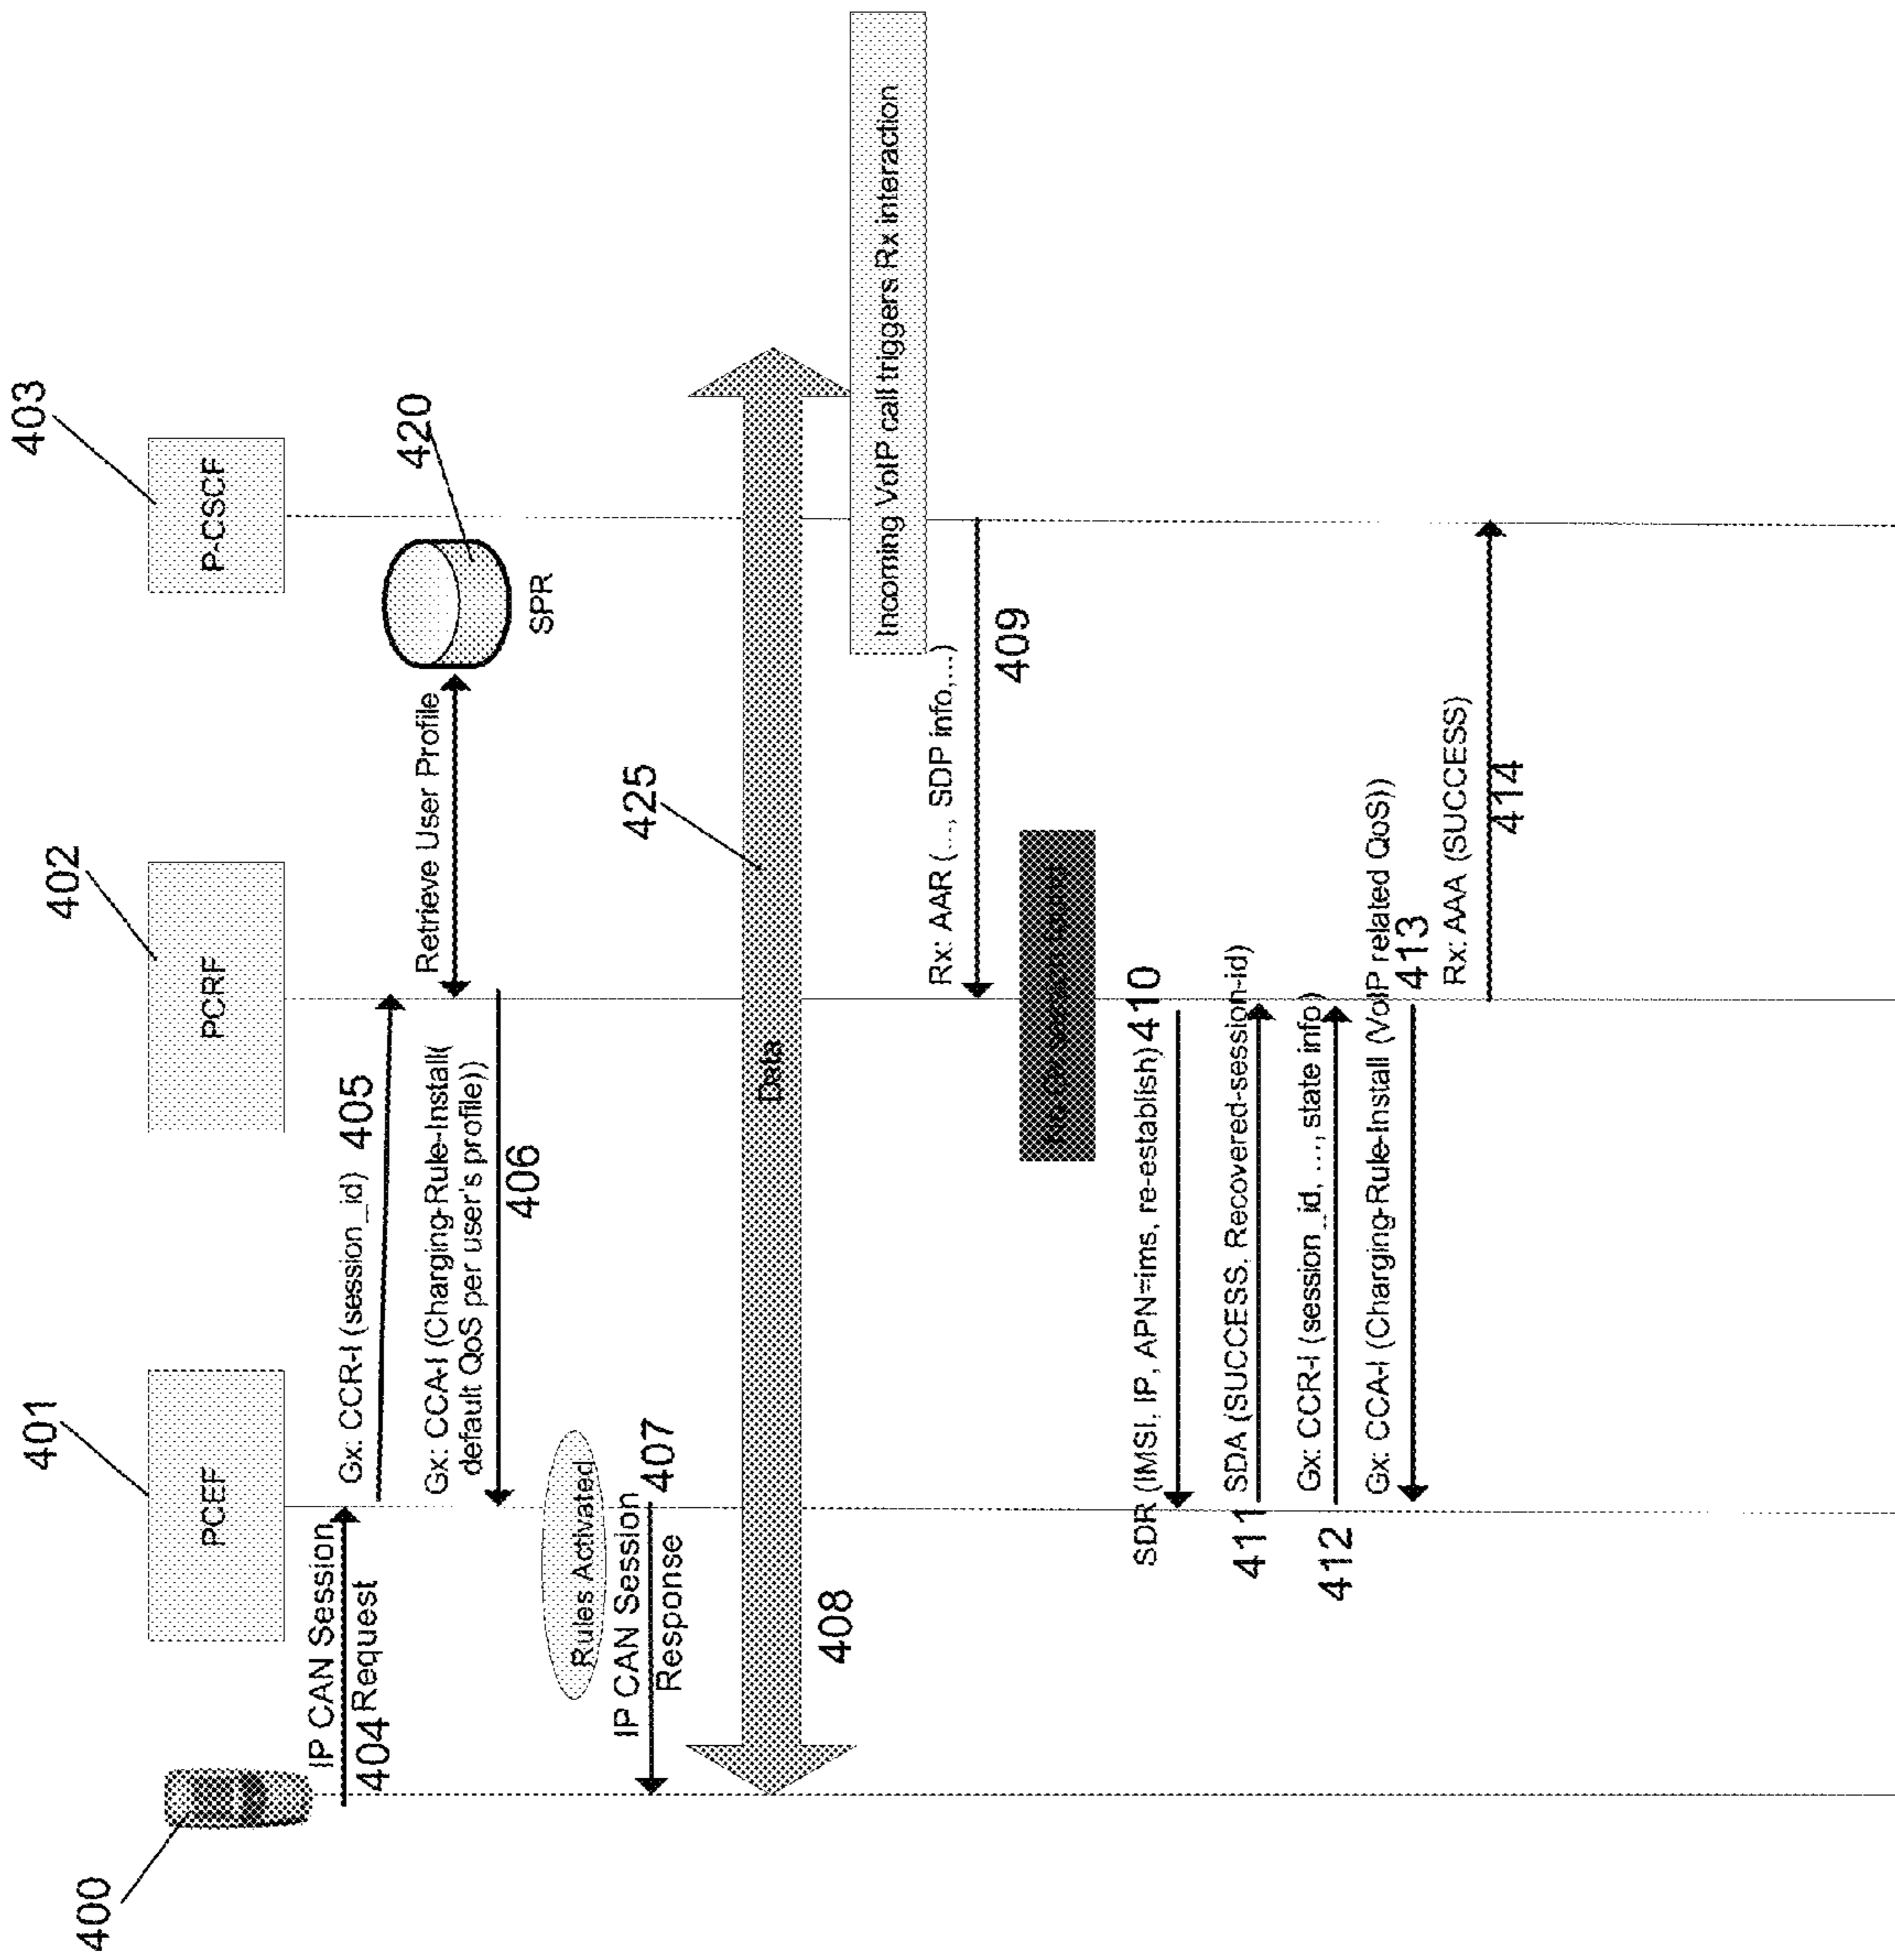 400
401
402
403
PCEF
PCRF
P-CSCF
IP CAN Session
404 Request
Gx: CCR-I (session_id) 405
Retrieve User Profile
420
SPR
Gx: CCA-I (Charging-Rule-Install(
default QoS per user's profile))
406
Rules Activated
IP CAN Session
Response
407
425
Data
408
Incoming VoIP call triggers Rx interaction
Rx: AAR (..., SDP info,...)
409
SDR (IMSI, IP, APN=ims, re-establish) 410
411 SDA (SUCCESS, Recovered-session-id)
412 Gx: CCR-I (session_id, ..., state info)
Gx: CCA-I (Charging-Rule-Install (VoIP related QoS))
413
Rx: AAA (SUCCESS)
414